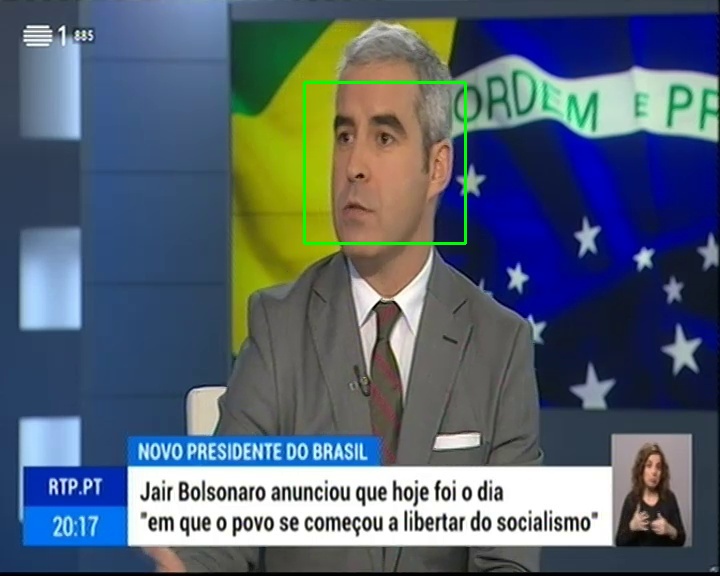 1 885
ORDEM E PR
NOVO PRESIDENTE DO BRASIL
RTP.PT
Jair Bolsonaro anunciou que hoje foi o dia
20:17
"em que o povo se começou a libertar do socialismo"